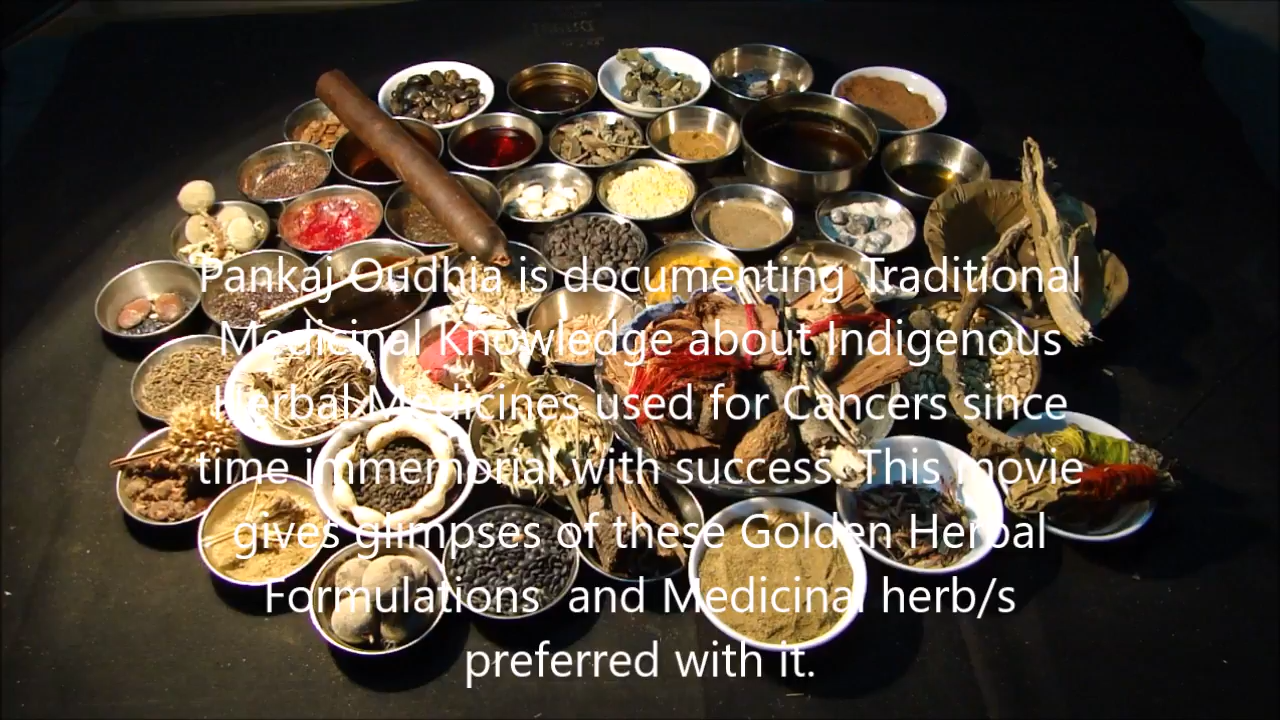 Pankaj Oudhia is documenting Traditional
Medicinal Knowledge about Indigenous
Herbal Medicines used for Cancers since
time immemorial with success. This movie
gives glimpses of these Golden Herbal
Formulations  and Medicinal herb/s
preferred with it.